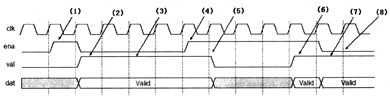 (1) (2) (3) (4) (5) (6) (7) (8)
clk
ena
val
dat Valid Valid Valid